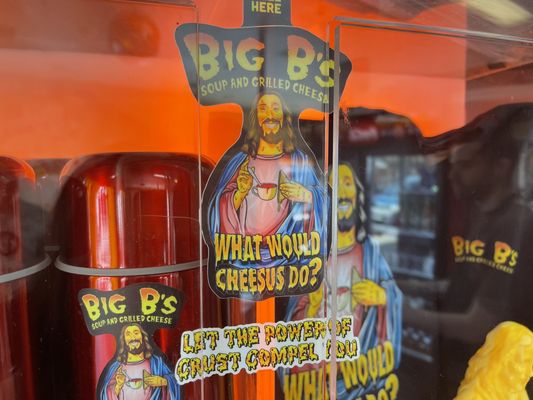 HERE
BIG B'S
SOUP AND GRILLED CHEESE
WHAT WOULD
CHEESUS DO?
BIG B'S
SOUP AND GRILLED CHEESE
LET THE POWER OF
CRUST COMPEL YOU
WHAT WOULD
BIG B'S
SOUP AND GRILLED CHEESE